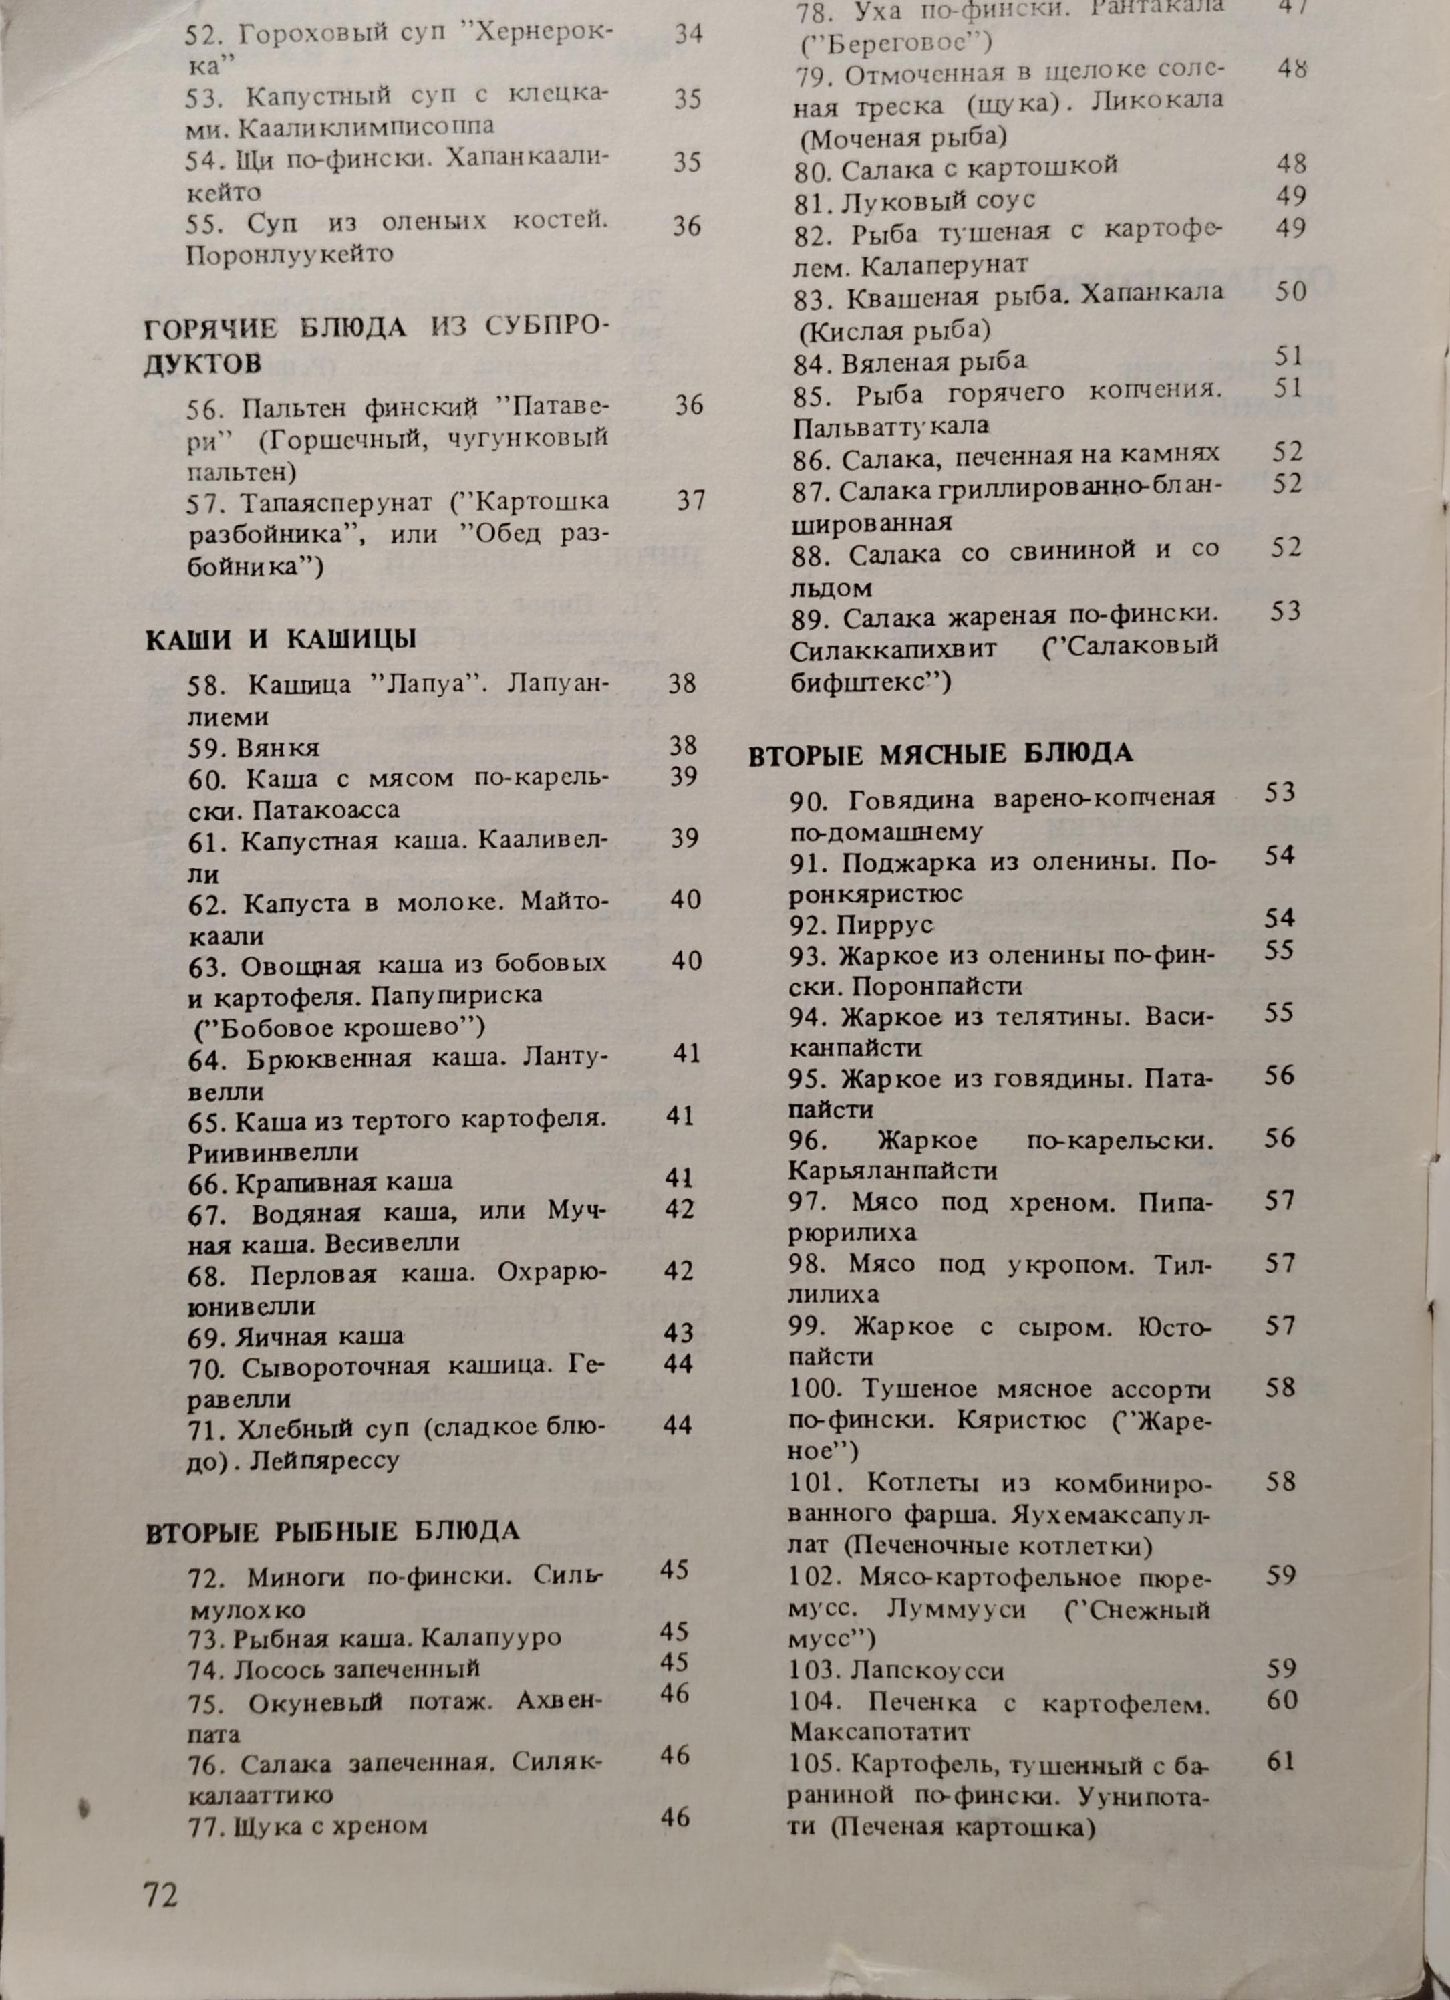 52. Гороховый суп ”Хернерок- 34
ка”
53. Капустный суп с клецка- 35
ми. Кааликлимписоппа
54. Щи по-фински. Хапанкаали- 35
кейто
55. Суп из оленьих костей. 36
Поронлуукейто
ГОРЯЧИЕ БЛЮДА ИЗ СУБПРО-
ДУКТОВ
56. Пальтен финский ”Патаве- 36
ри” (Горшечный, чугунковый
пальтен)
57. Тапаясперунат (”Картошка 37
разбойника”, или ”Обед раз-
бойника”)
КАШИ И КАШИЦЫ
58. Кашица ”Лапуа”. Лапуан- 38
лиеми
59. Вянкя 38
60. Каша с мясом по-карель- 39
ски. Патакоасса
61. Капустная каша. Кааливел- 39
ли
62. Капуста в молоке. Майто- 40
каали
63. Овощная каша из бобовых 40
и картофеля. Папупириска
(”Бобовое крошево”)
64. Брюквенная каша. Ланту- 41
велли
65. Каша из тертого картофеля. 41
Риивинвелли
66. Крапивная каша 41
67. Водяная каша, или Муч- 42
ная каша. Весивелли
68. Перловая каша. Охрарю- 42
юнивелли
69. Яичная каша 43
70. Сывороточная кашица. Ге- 44
равелли
71. Хлебный суп (сладкое блю- 44
до). Лейпярессу
ВТОРЫЕ РЫБНЫЕ БЛЮДА
72. Миноги по-фински. Силь- 45
мулохко
73. Рыбная каша. Калапууро 45
74. Лосось запеченный 45
75. Окуневый потаж. Ахвен- 46
пата
76. Салака запеченная. Силяк- 46
калааттико
77. Щука с хреном 46
72
78. Уха по-фински. Рантакала 47
(”Береговое”)
79. Отмоченная в щелоке соле- 48
ная треска (щука). Ликокала
(Моченая рыба)
80. Салака с картошкой 48
81. Луковый соус 49
82. Рыба тушеная с картофе- 49
лем. Калаперунат
83. Квашеная рыба. Хапанкала 50
(Кислая рыба)
84. Вяленая рыба 51
85. Рыба горячего копчения. 51
Пальваттукала
86. Салака, печенная на камнях 52
87. Салака гриллированно-блан- 52
шированная
88. Салака со свининой и со 52
льдом
89. Салака жареная по-фински. 53
Силаккапихвит (”Салаковый
бифштекс”)
ВТОРЫЕ МЯСНЫЕ БЛЮДА
90. Говядина варено-копченая 53
по-домашнему
91. Поджарка из оленины. По- 54
ронкяристюс
92. Пиррус 54
93. Жаркое из оленины по-фин- 55
ски. Поронпайсти
94. Жаркое из телятины. Васи- 55
канпайсти
95. Жаркое из говядины. Пата- 56
пайсти
96. Жаркое по-карельски. 56
Карьяланпайсти
97. Мясо под хреном. Пипа- 57
рюрилиха
98. Мясо под укропом. Тил- 57
лилиха
99. Жаркое с сыром. Юсто- 57
пайсти
100. Тушеное мясное ассорти 58
по-фински. Кяристюс (”Жаре-
ное”)
101. Котлеты из комбиниро- 58
ванного фарша. Яухемаксапул-
лат (Печеночные котлетки)
102. Мясо-картофельное пюре- 59
мусс. Луммууси (”Снежный
мусс”)
103. Лапскоусси 59
104. Печенка с картофелем. 60
Максапотатит
105. Картофель, тушенный с ба- 61
раниной по-фински. Уунипота-
ти (Печеная картошка)